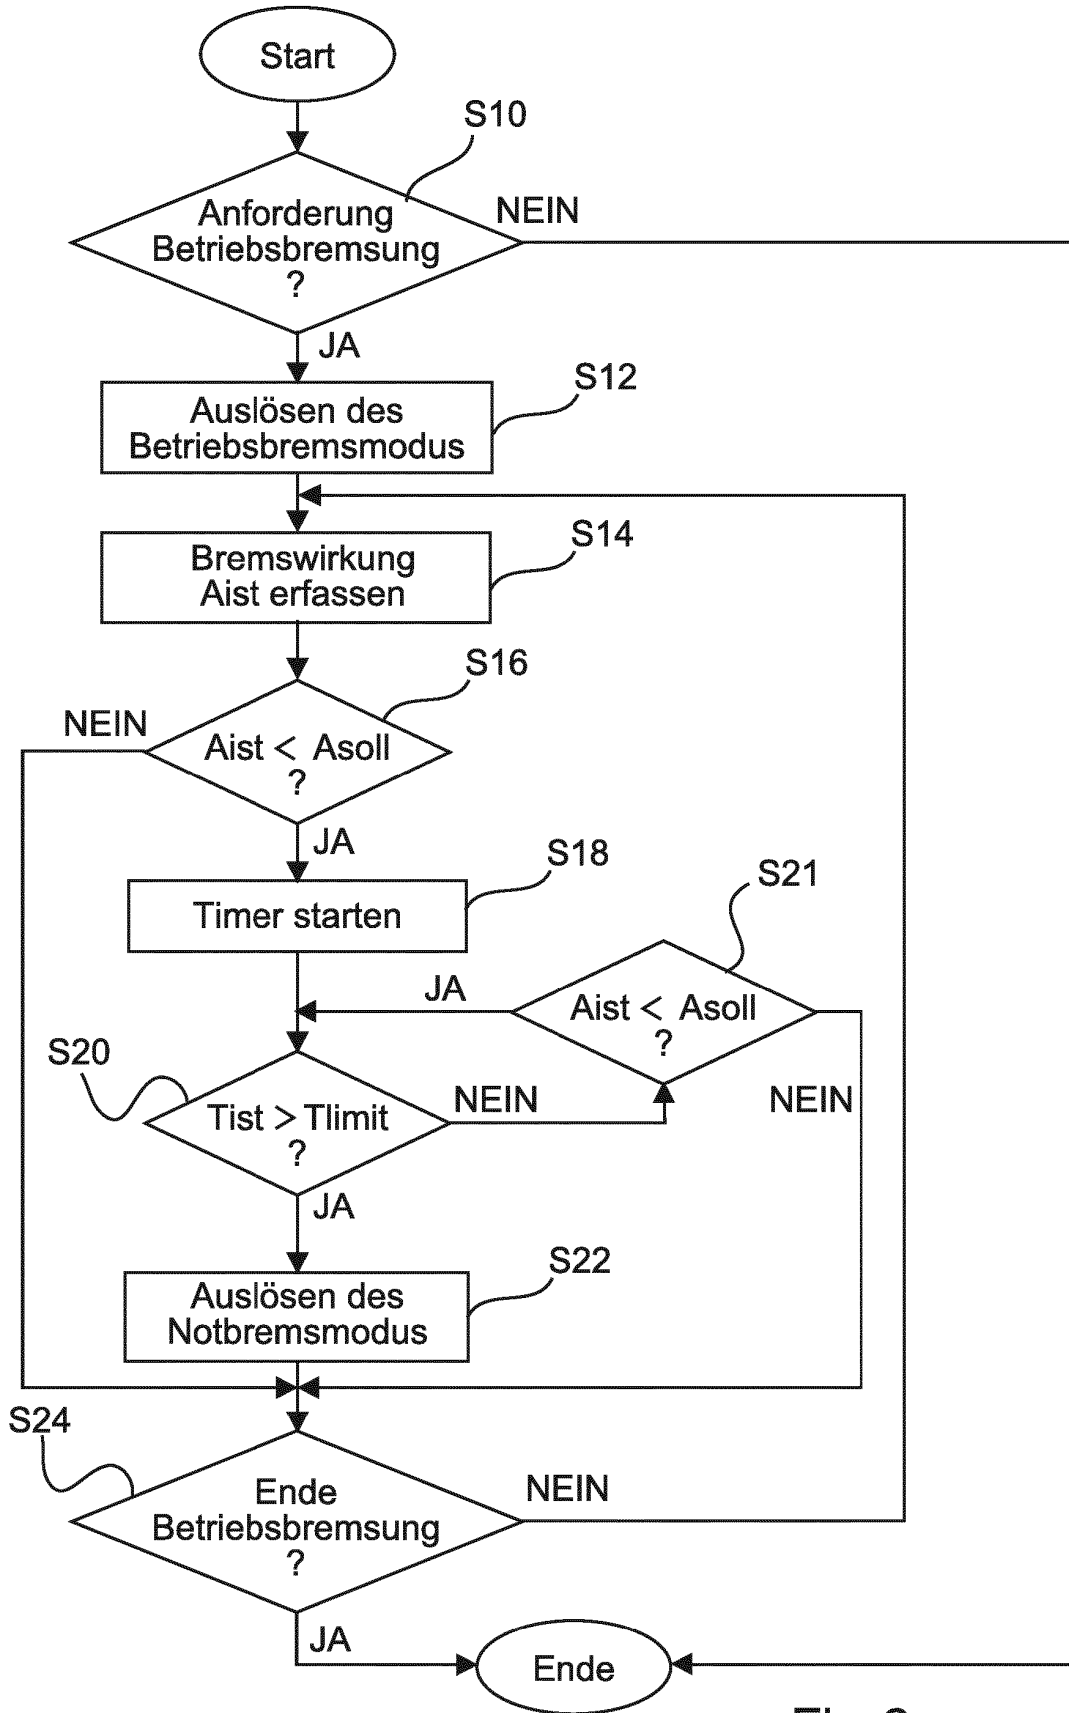 Start
S10
Anforderung
Betriebsbremsung
?
NEIN
JA
S12
Auslösen des
Betriebsbremsmodus
S14
Bremswirkung
Aist erfassen
S16
NEIN
Aist < Asoll
?
JA
S18
Timer starten
S21
JA
Aist < Asoll
?
NEIN
S20
Tist > Tlimit
?
NEIN
JA
S22
Auslösen des
Notbremsmodus
S24
Ende
Betriebsbremsung
?
NEIN
JA
Ende